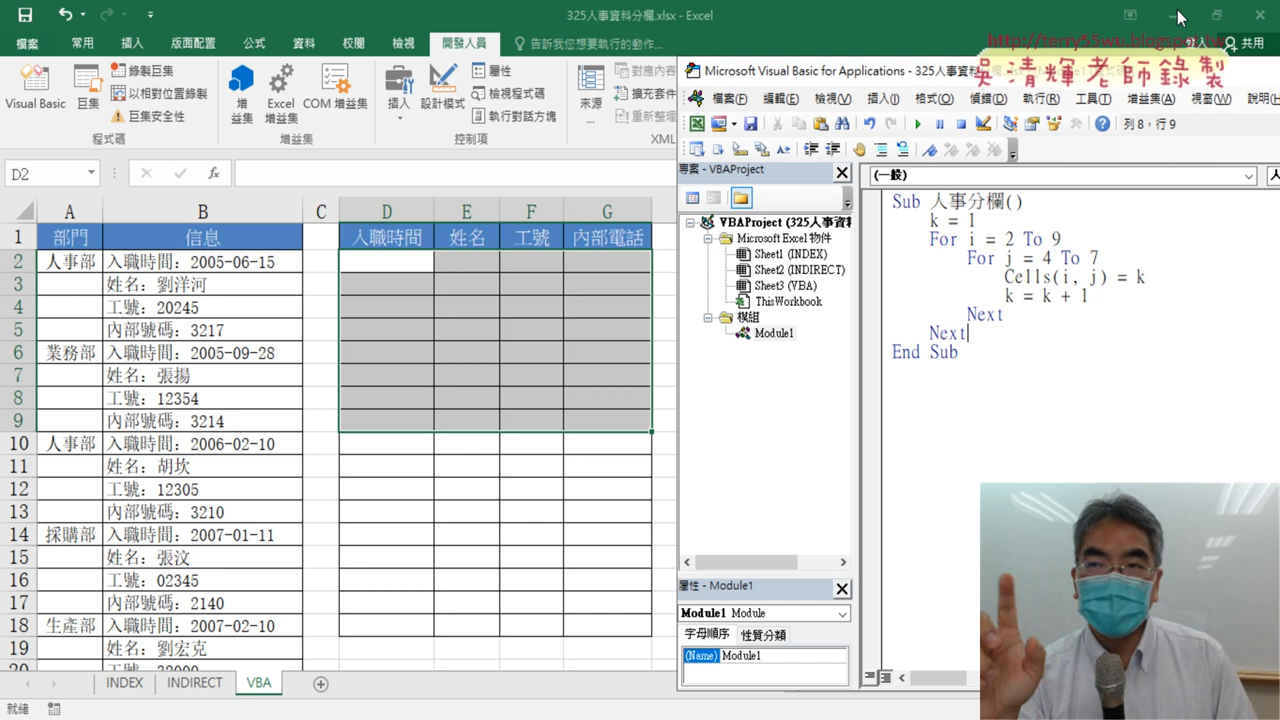 325人事資料分欄.xlsx - Excel
檔案 常用 插入 版面配置 公式 資料 校閱 檢視 開發人員 告訴我您想要執行的動作... 登入 共用
http://terry55wu.blogspot.tw
吳清輝老師錄製
Visual Basic 巨集 錄製巨集 以相對位置錄製 巨集安全性 程式碼
增益集 Excel 增益集 COM 增益集 增益集
插入 設計模式 屬性 檢視程式碼 執行對話方塊 控制項
來源 對應內容 擴充套件 重新整理 XML
D2 fx
A B C D E F G
1 部門 信息 入職時間 姓名 工號 內部電話
2 人事部 入職時間: 2005-06-15
3 姓名: 劉洋河
4 工號: 20245
5 內部號碼: 3217
6 業務部 入職時間: 2005-09-28
7 姓名: 張揚
8 工號: 12354
9 內部號碼: 3214
10 人事部 入職時間: 2006-02-10
11 姓名: 胡坎
12 工號: 12305
13 內部號碼: 3210
14 採購部 入職時間: 2007-01-11
15 姓名: 張汶
16 工號: 02345
17 內部號碼: 2140
18 生產部 入職時間: 2007-02-10
19 姓名: 劉宏克
INDEX INDIRECT VBA
就緒
Microsoft Visual Basic for Applications - 325人事資料
檔案(F) 編輯(E) 檢視(V) 插入(I) 格式(O) 偵錯(D) 執行(R) 工具(T) 增益集(A) 視窗(W) 說明(H)
列 8，行 9
專案 - VBAProject
VBAProject (325人事資料
Microsoft Excel 物件
Sheet1 (INDEX)
Sheet2 (INDIRECT)
Sheet3 (VBA)
ThisWorkbook
模組
Module1
屬性 - Module1
Module1 Module
字母順序 性質分類
(Name) Module1
(一般)
Sub 人事分欄()
k = 1
For i = 2 To 9
For j = 4 To 7
Cells(i, j) = k
k = k + 1
Next
Next
End Sub